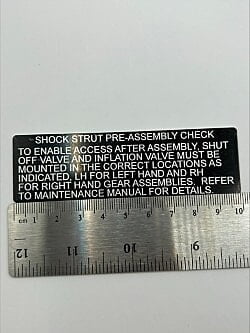 SHOCK STRUT PRE-ASSEMBLY CHECK
TO ENABLE ACCESS AFTER ASSEMBLY, SHUT
OFF VALVE AND INFLATION VALVE MUST BE
MOUNTED IN THE CORRECT LOCATIONS AS
INDICATED, LH FOR LEFT HAND AND RH
FOR RIGHT HAND GEAR ASSEMBLIES. REFER
TO MAINTENANCE MANUAL FOR DETAILS.
cm 1 2 3 4 5 6 7 8 9 10
12 11 10 9